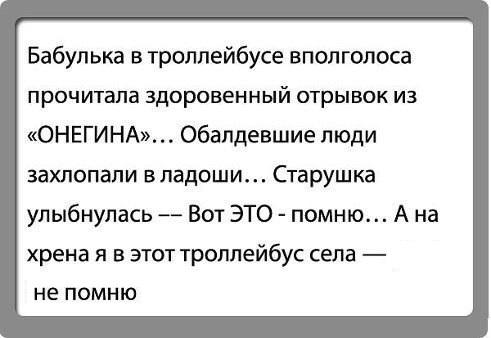 Бабулька в троллейбусе вполголоса
прочитала здоровенный отрывок из
«ОНЕГИНА»... Обалдевшие люди
захлопали в ладоши... Старушка
улыбнулась –– Вот ЭТО - помню... А на
хрена я в этот троллейбус села —
не помню